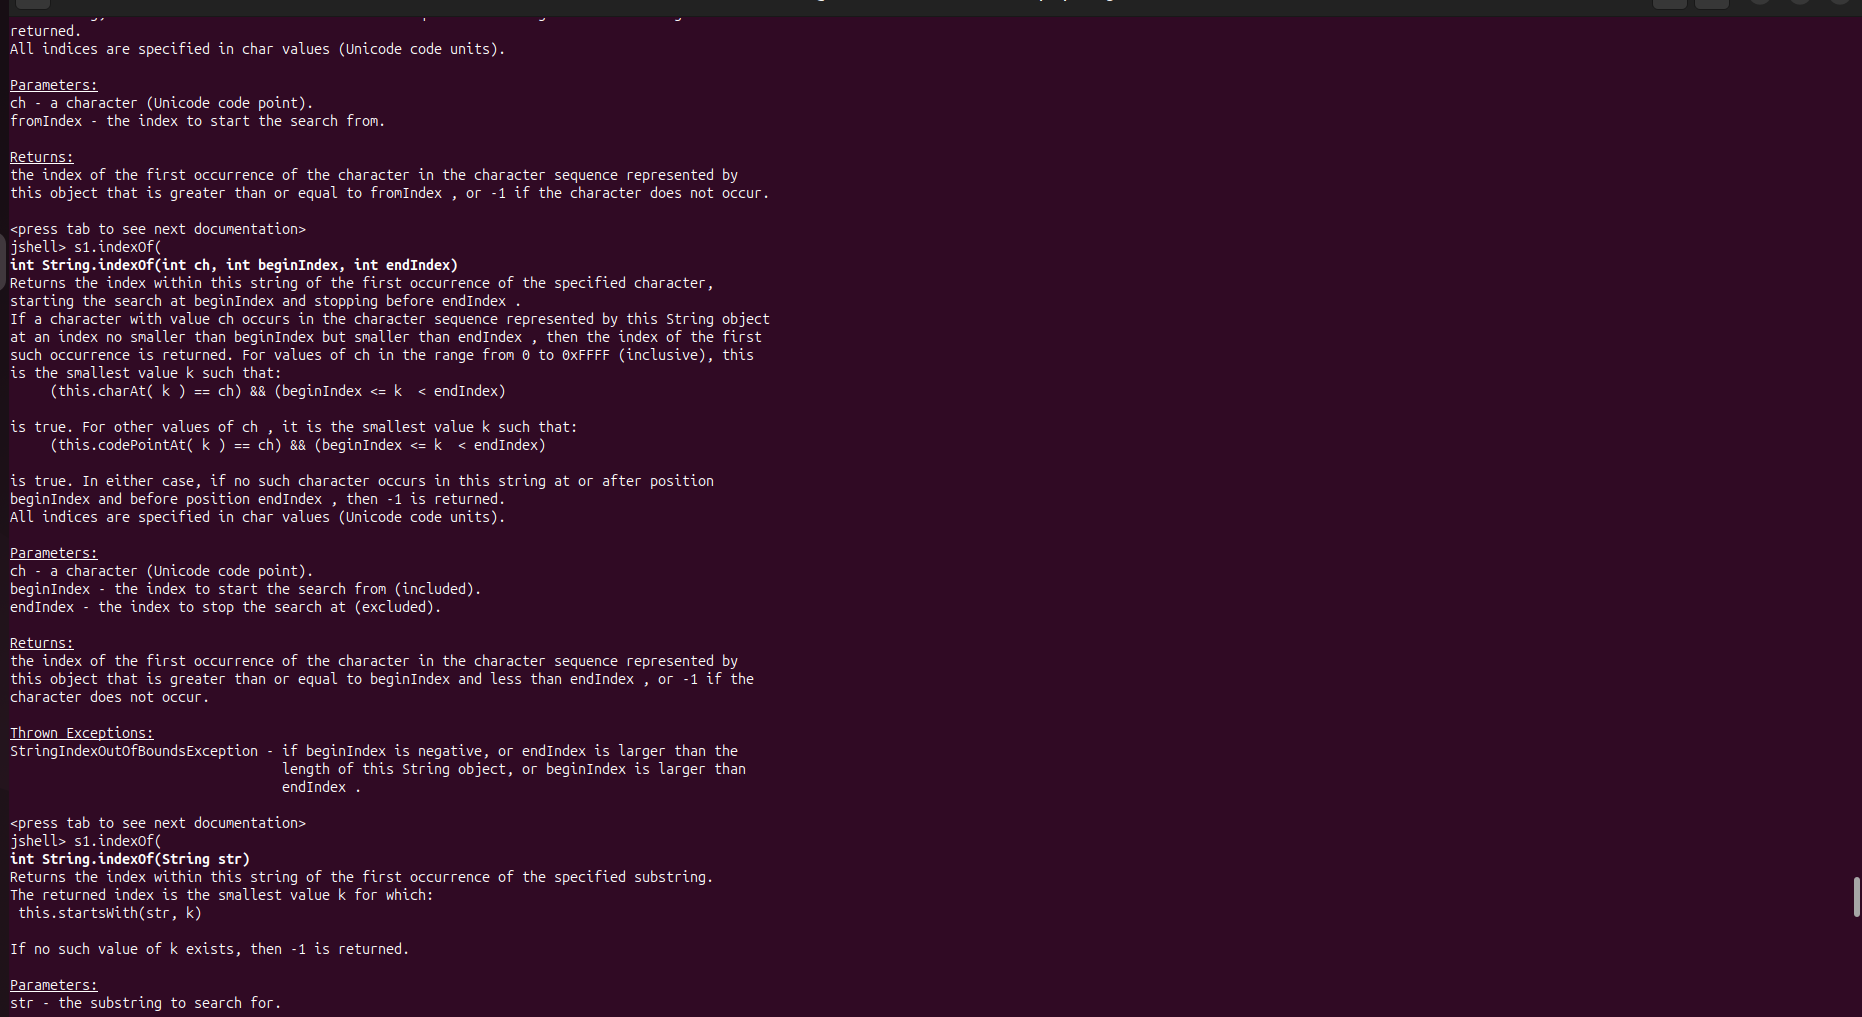 returned.
All indices are specified in char values (Unicode code units).
Parameters:
ch - a character (Unicode code point).
fromIndex - the index to start the search from.
Returns:
the index of the first occurrence of the character in the character sequence represented by
this object that is greater than or equal to fromIndex , or -1 if the character does not occur.
<press tab to see next documentation>
jshell> s1.indexOf(
int String.indexOf(int ch, int beginIndex, int endIndex)
Returns the index within this string of the first occurrence of the specified character,
starting the search at beginIndex and stopping before endIndex .
If a character with value ch occurs in the character sequence represented by this String object
at an index no smaller than beginIndex but smaller than endIndex , then the index of the first
such occurrence is returned. For values of ch in the range from 0 to 0xFFFF (inclusive), this
is the smallest value k such that:
     (this.charAt( k ) == ch) && (beginIndex <= k  < endIndex)
is true. For other values of ch , it is the smallest value k such that:
     (this.codePointAt( k ) == ch) && (beginIndex <= k  < endIndex)
is true. In either case, if no such character occurs in this string at or after position
beginIndex and before position endIndex , then -1 is returned.
All indices are specified in char values (Unicode code units).
Parameters:
ch - a character (Unicode code point).
beginIndex - the index to start the search from (included).
endIndex - the index to stop the search at (excluded).
Returns:
the index of the first occurrence of the character in the character sequence represented by
this object that is greater than or equal to beginIndex and less than endIndex , or -1 if the
character does not occur.
Thrown Exceptions:
StringIndexOutOfBoundsException - if beginIndex is negative, or endIndex is larger than the
                                  length of this String object, or beginIndex is larger than
                                  endIndex .
<press tab to see next documentation>
jshell> s1.indexOf(
int String.indexOf(String str)
Returns the index within this string of the first occurrence of the specified substring.
The returned index is the smallest value k for which:
 this.startsWith(str, k)
If no such value of k exists, then -1 is returned.
Parameters:
str - the substring to search for.